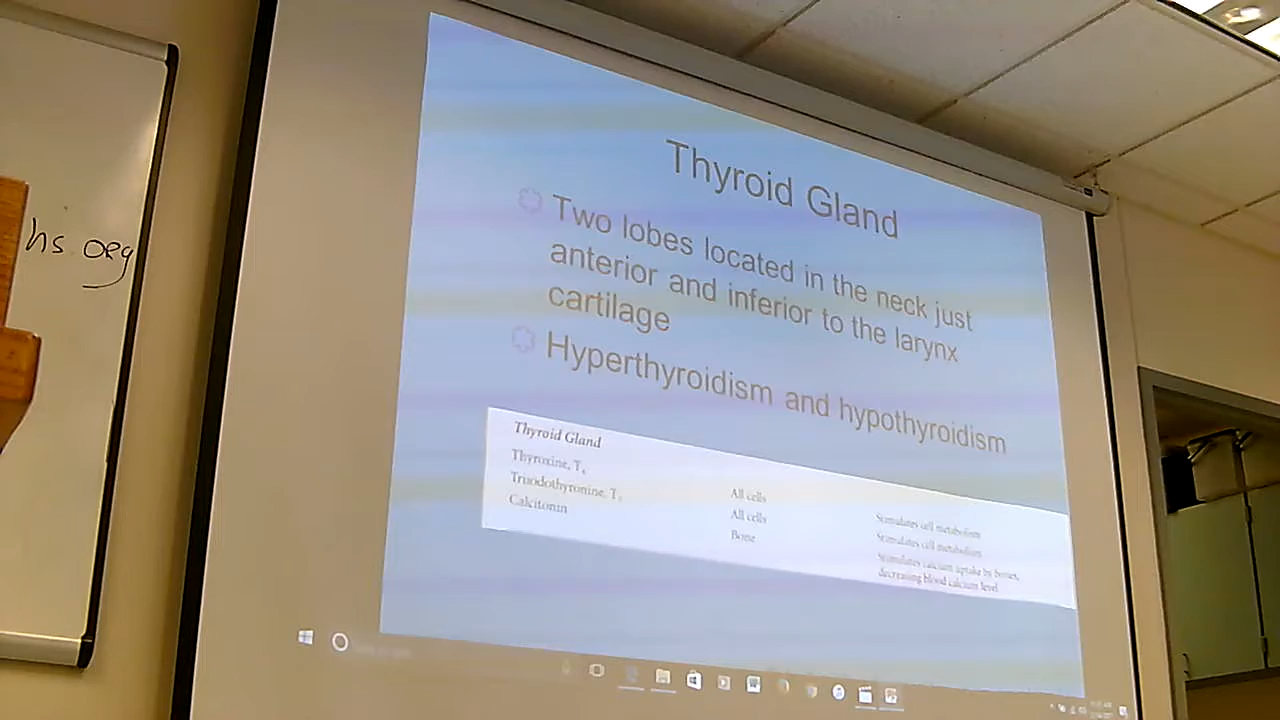 hs org
Thyroid Gland
Two lobes located in the neck just
anterior and inferior to the larynx
cartilage
Hyperthyroidism and hypothyroidism
Thyroid Gland
Thyroxine, T4 All cells Stimulates cell metabolism
Triiodothyronine, T3 All cells Stimulates cell metabolism
Calcitonin Bone Stimulates calcium uptake by bones,
decreasing blood calcium level